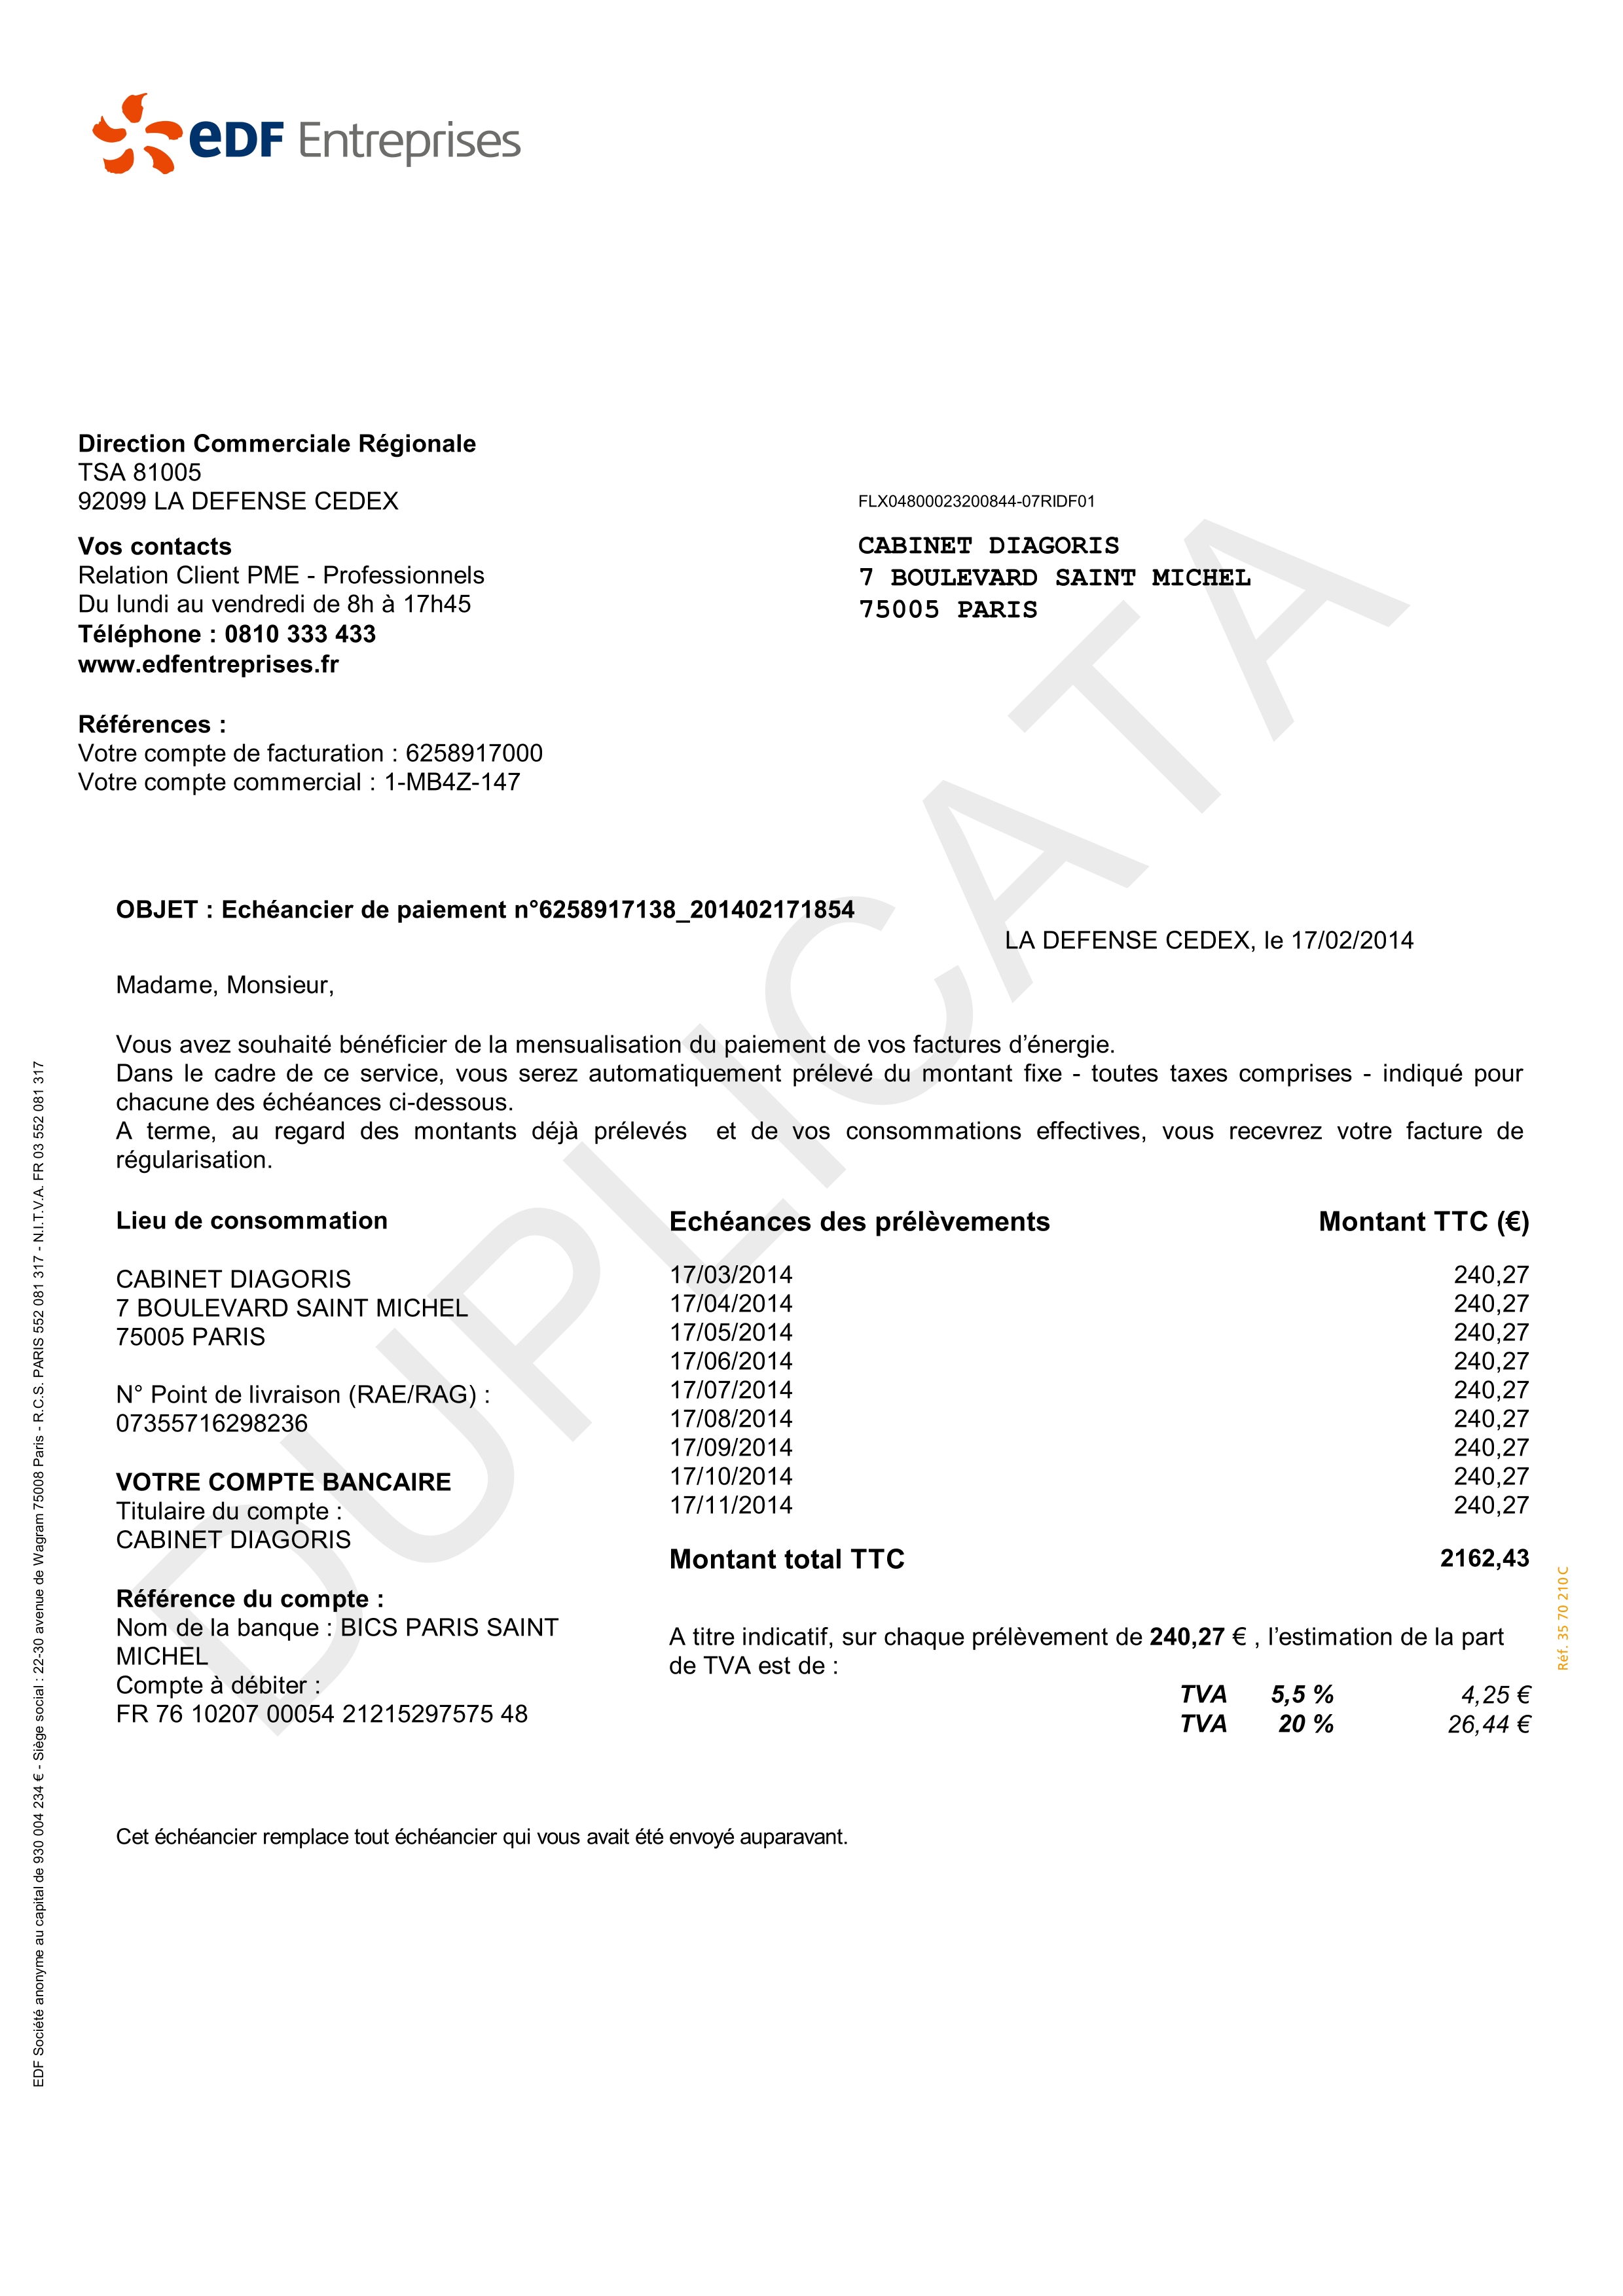 eDF Entreprises
Direction Commerciale Régionale
TSA 81005
92099 LA DEFENSE CEDEX
Vos contacts
Relation Client PME - Professionnels
Du lundi au vendredi de 8h à 17h45
Téléphone : 0810 333 433
www.edfentreprises.fr
Références :
Votre compte de facturation : 6258917000
Votre compte commercial : 1-MB4Z-147
FLX04800023200844-07RIDF01
CABINET DIAGORIS
7 BOULEVARD SAINT MICHEL
75005 PARIS
DUPLICATA
OBJET : Echéancier de paiement n°6258917138_201402171854
LA DEFENSE CEDEX, le 17/02/2014
Madame, Monsieur,
Vous avez souhaité bénéficier de la mensualisation du paiement de vos factures d’énergie.
Dans le cadre de ce service, vous serez automatiquement prélevé du montant fixe - toutes taxes comprises - indiqué pour
chacune des échéances ci-dessous.
A terme, au regard des montants déjà prélevés et de vos consommations effectives, vous recevrez votre facture de
régularisation.
Lieu de consommation
CABINET DIAGORIS
7 BOULEVARD SAINT MICHEL
75005 PARIS
N° Point de livraison (RAE/RAG) :
07355716298236
VOTRE COMPTE BANCAIRE
Titulaire du compte :
CABINET DIAGORIS
Référence du compte :
Nom de la banque : BICS PARIS SAINT
MICHEL
Compte à débiter :
FR 76 10207 00054 21215297575 48
Echéances des prélèvements Montant TTC (€)
17/03/2014 240,27
17/04/2014 240,27
17/05/2014 240,27
17/06/2014 240,27
17/07/2014 240,27
17/08/2014 240,27
17/09/2014 240,27
17/10/2014 240,27
17/11/2014 240,27
Montant total TTC 2162,43
A titre indicatif, sur chaque prélèvement de 240,27 € , l’estimation de la part
de TVA est de :
TVA 5,5 % 4,25 €
TVA 20 % 26,44 €
Cet échéancier remplace tout échéancier qui vous avait été envoyé auparavant.
EDF Société anonyme au capital de 930 004 234 € - Siège social : 22-30 avenue de Wagram 75008 Paris - R.C.S. PARIS 552 081 317 - N.I.T.V.A. FR 03 552 081 317
Réf. 35 70 210 C